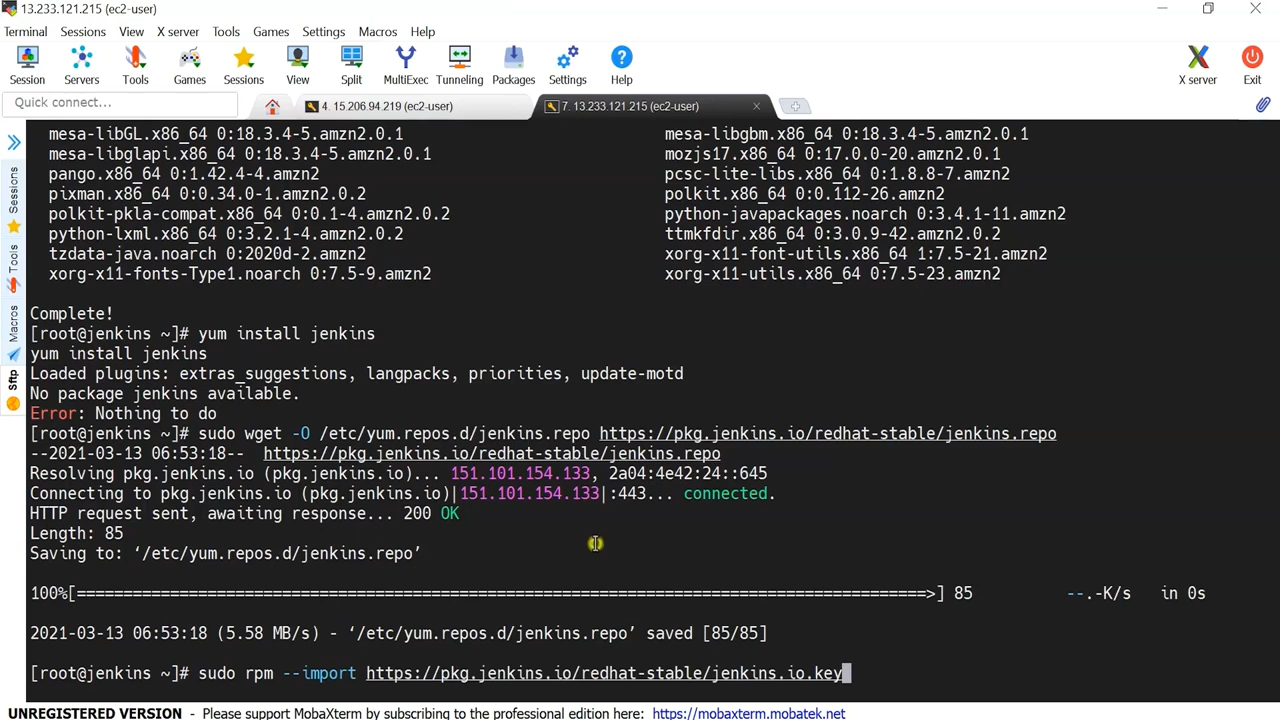 13.233.121.215 (ec2-user)
Terminal Sessions View X server Tools Games Settings Macros Help
Session Servers Tools Games Sessions View Split MultiExec Tunneling Packages Settings Help X server Exit
Quick connect...
4. 15.206.94.219 (ec2-user)
7. 13.233.121.215 (ec2-user)
Sessions
Tools
Macros
Sftp
mesa-libGL.x86_64 0:18.3.4-5.amzn2.0.1 mesa-libgbm.x86_64 0:18.3.4-5.amzn2.0.1
mesa-libglapi.x86_64 0:18.3.4-5.amzn2.0.1 mozjs17.x86_64 0:17.0.0-20.amzn2.0.1
pango.x86_64 0:1.42.4-4.amzn2 pcsc-lite-libs.x86_64 0:1.8.8-7.amzn2
pixman.x86_64 0:0.34.0-1.amzn2.0.2 polkit.x86_64 0:0.112-26.amzn2
polkit-pkla-compat.x86_64 0:0.1-4.amzn2.0.2 python-javapackages.noarch 0:3.4.1-11.amzn2
python-lxml.x86_64 0:3.2.1-4.amzn2.0.2 ttmkfdir.x86_64 0:3.0.9-42.amzn2.0.2
tzdata-java.noarch 0:2020d-2.amzn2 xorg-x11-font-utils.x86_64 1:7.5-21.amzn2
xorg-x11-fonts-Type1.noarch 0:7.5-9.amzn2 xorg-x11-utils.x86_64 0:7.5-23.amzn2
Complete!
[root@jenkins ~]# yum install jenkins
yum install jenkins
Loaded plugins: extras_suggestions, langpacks, priorities, update-motd
No package jenkins available.
Error: Nothing to do
[root@jenkins ~]# sudo wget -O /etc/yum.repos.d/jenkins.repo https://pkg.jenkins.io/redhat-stable/jenkins.repo
--2021-03-13 06:53:18-- https://pkg.jenkins.io/redhat-stable/jenkins.repo
Resolving pkg.jenkins.io (pkg.jenkins.io)... 151.101.154.133, 2a04:4e42:24::645
Connecting to pkg.jenkins.io (pkg.jenkins.io)|151.101.154.133|:443... connected.
HTTP request sent, awaiting response... 200 OK
Length: 85
Saving to: ‘/etc/yum.repos.d/jenkins.repo’
100%[============================================================================================>] 85 --.-K/s in 0s
2021-03-13 06:53:18 (5.58 MB/s) - ‘/etc/yum.repos.d/jenkins.repo’ saved [85/85]
[root@jenkins ~]# sudo rpm --import https://pkg.jenkins.io/redhat-stable/jenkins.io.key
UNREGISTERED VERSION - Please support MobaXterm by subscribing to the professional edition here: https://mobaxterm.mobatek.net